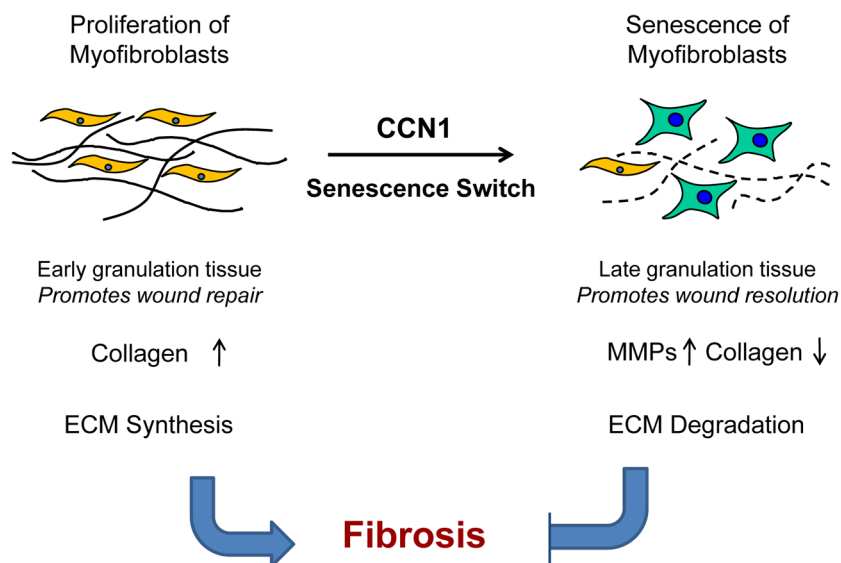 Proliferation of
Myofibroblasts
Senescence of
Myofibroblasts
CCN1
Senescence Switch
Early granulation tissue
Promotes wound repair
Late granulation tissue
Promotes wound resolution
Collagen ↑
MMPs ↑ Collagen ↓
ECM Synthesis
ECM Degradation
Fibrosis